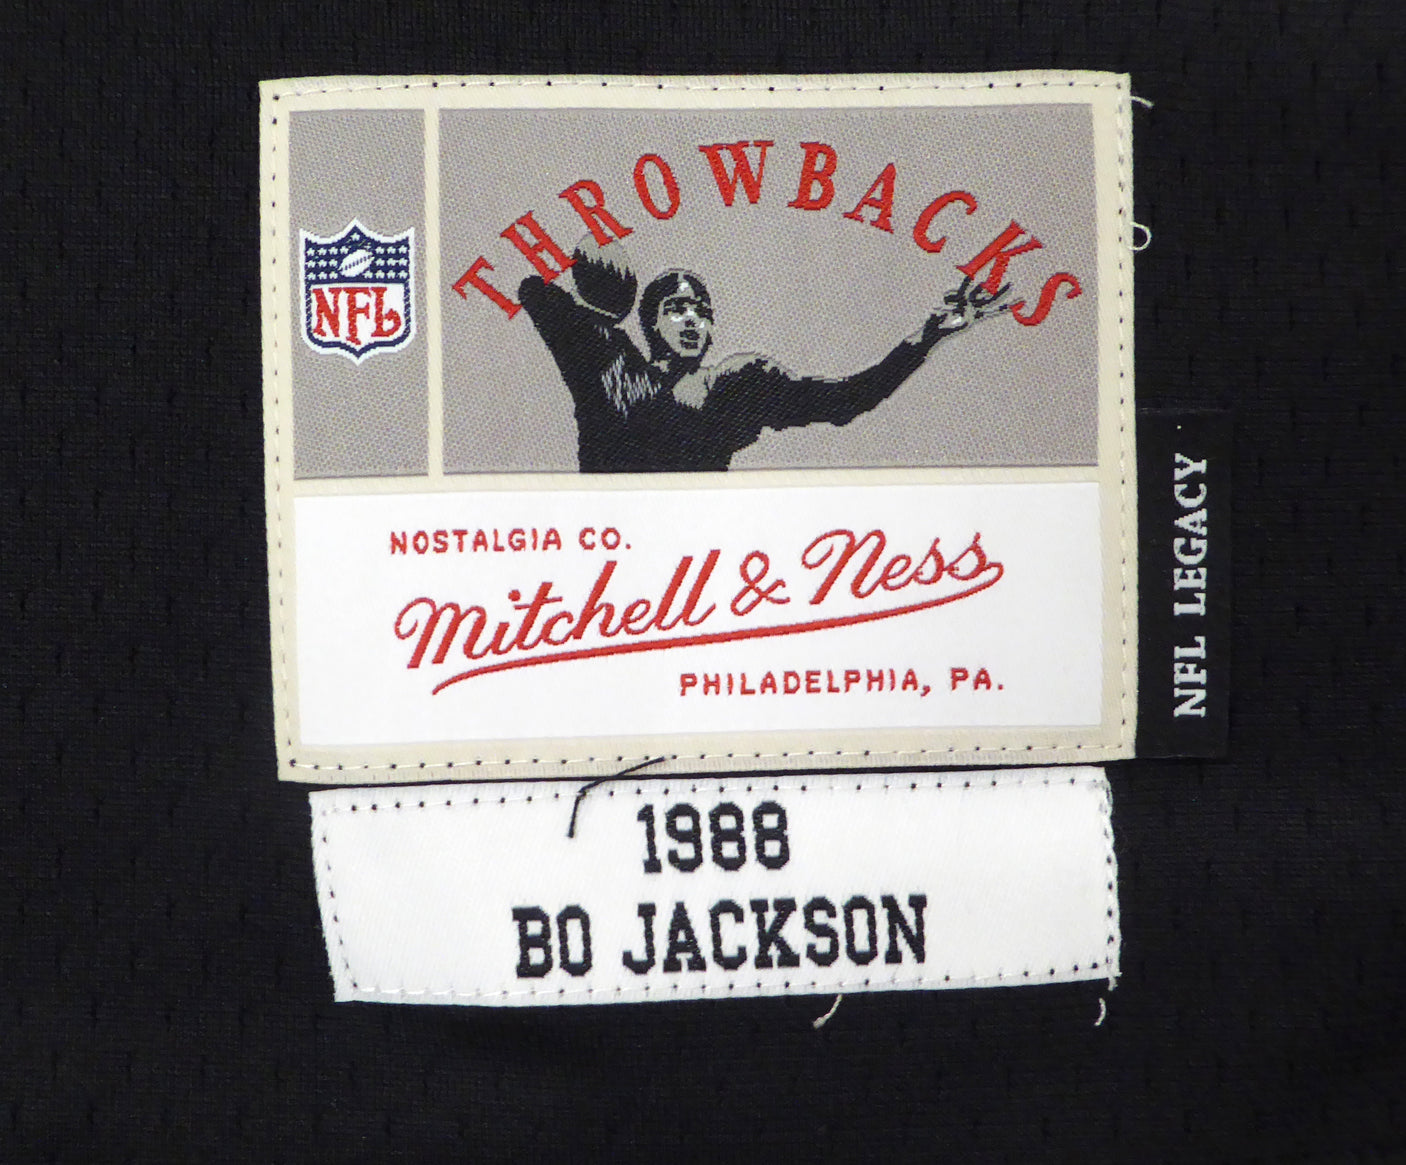 THROWBACKS
NFL
NOSTALGIA CO.
Mitchell & Ness
PHILADELPHIA, PA.
NFL LEGACY
1988
BO JACKSON